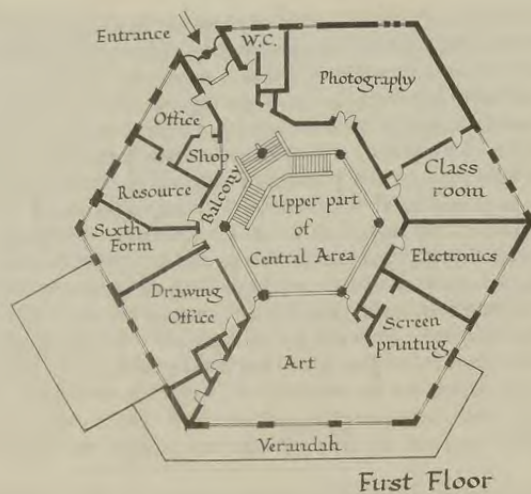 Entrance
W.C.
Photography
Office
Shop
Class
room
Resource
Balcony
Upper part
of
Central Area
Sixth
Form
Electronics
Drawing
Office
Screen
printing
Art
Verandah
First Floor